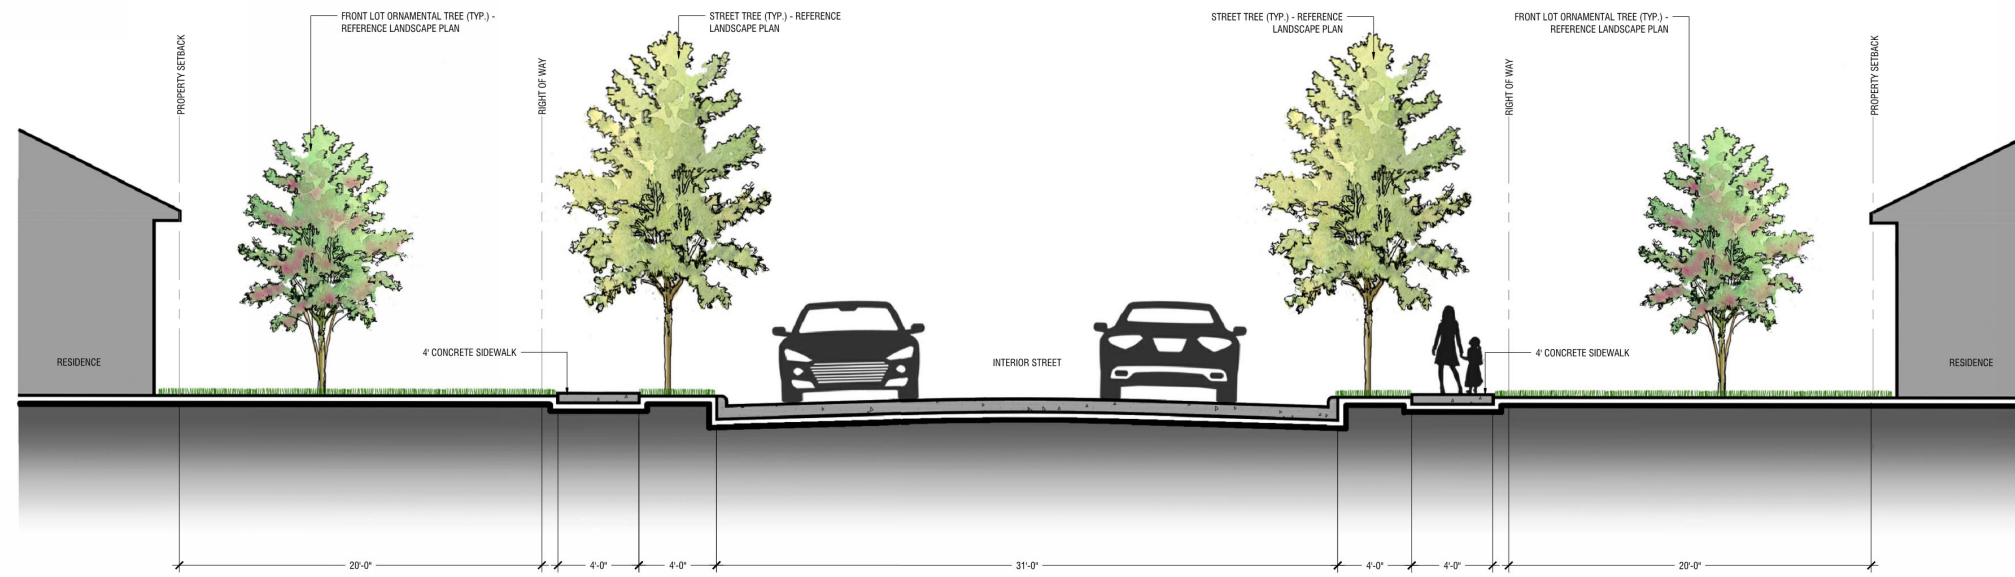 FRONT LOT ORNAMENTAL TREE (TYP.) -
REFERENCE LANDSCAPE PLAN
STREET TREE (TYP.) - REFERENCE
LANDSCAPE PLAN
STREET TREE (TYP.) - REFERENCE
LANDSCAPE PLAN
FRONT LOT ORNAMENTAL TREE (TYP.) -
REFERENCE LANDSCAPE PLAN
PROPERTY SETBACK
RIGHT OF WAY
RIGHT OF WAY
PROPERTY SETBACK
RESIDENCE
4' CONCRETE SIDEWALK
INTERIOR STREET
4' CONCRETE SIDEWALK
RESIDENCE
20'-0"
4'-0"
4'-0"
31'-0"
4'-0"
4'-0"
20'-0"